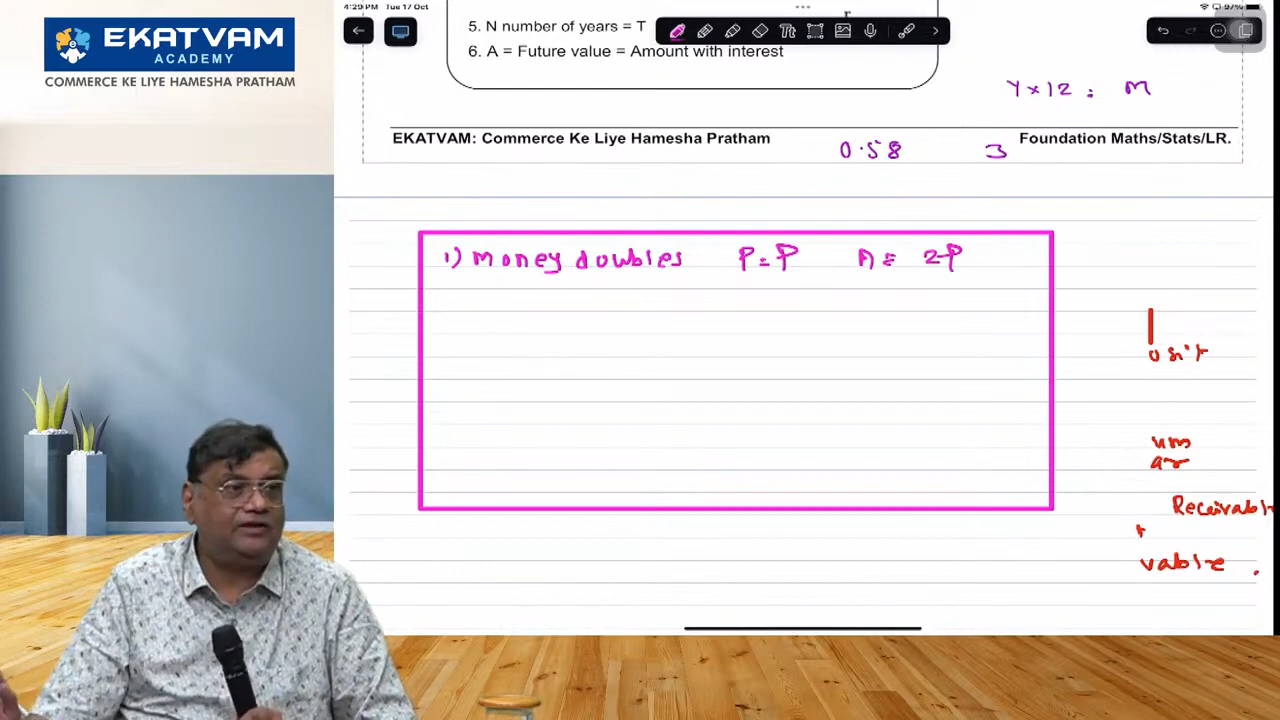 EKATVAM
ACADEMY
COMMERCE KE LIYE HAMESHA PRATHAM
4:29 PM Tue 17 Oct
97%
5. N number of years = T
6. A = Future value = Amount with interest
Y × 12 = M
EKATVAM: Commerce Ke Liye Hamesha Pratham
Foundation Maths/Stats/LR.
0.58 3
1) Money doubles P = P A = 2P
Receivable